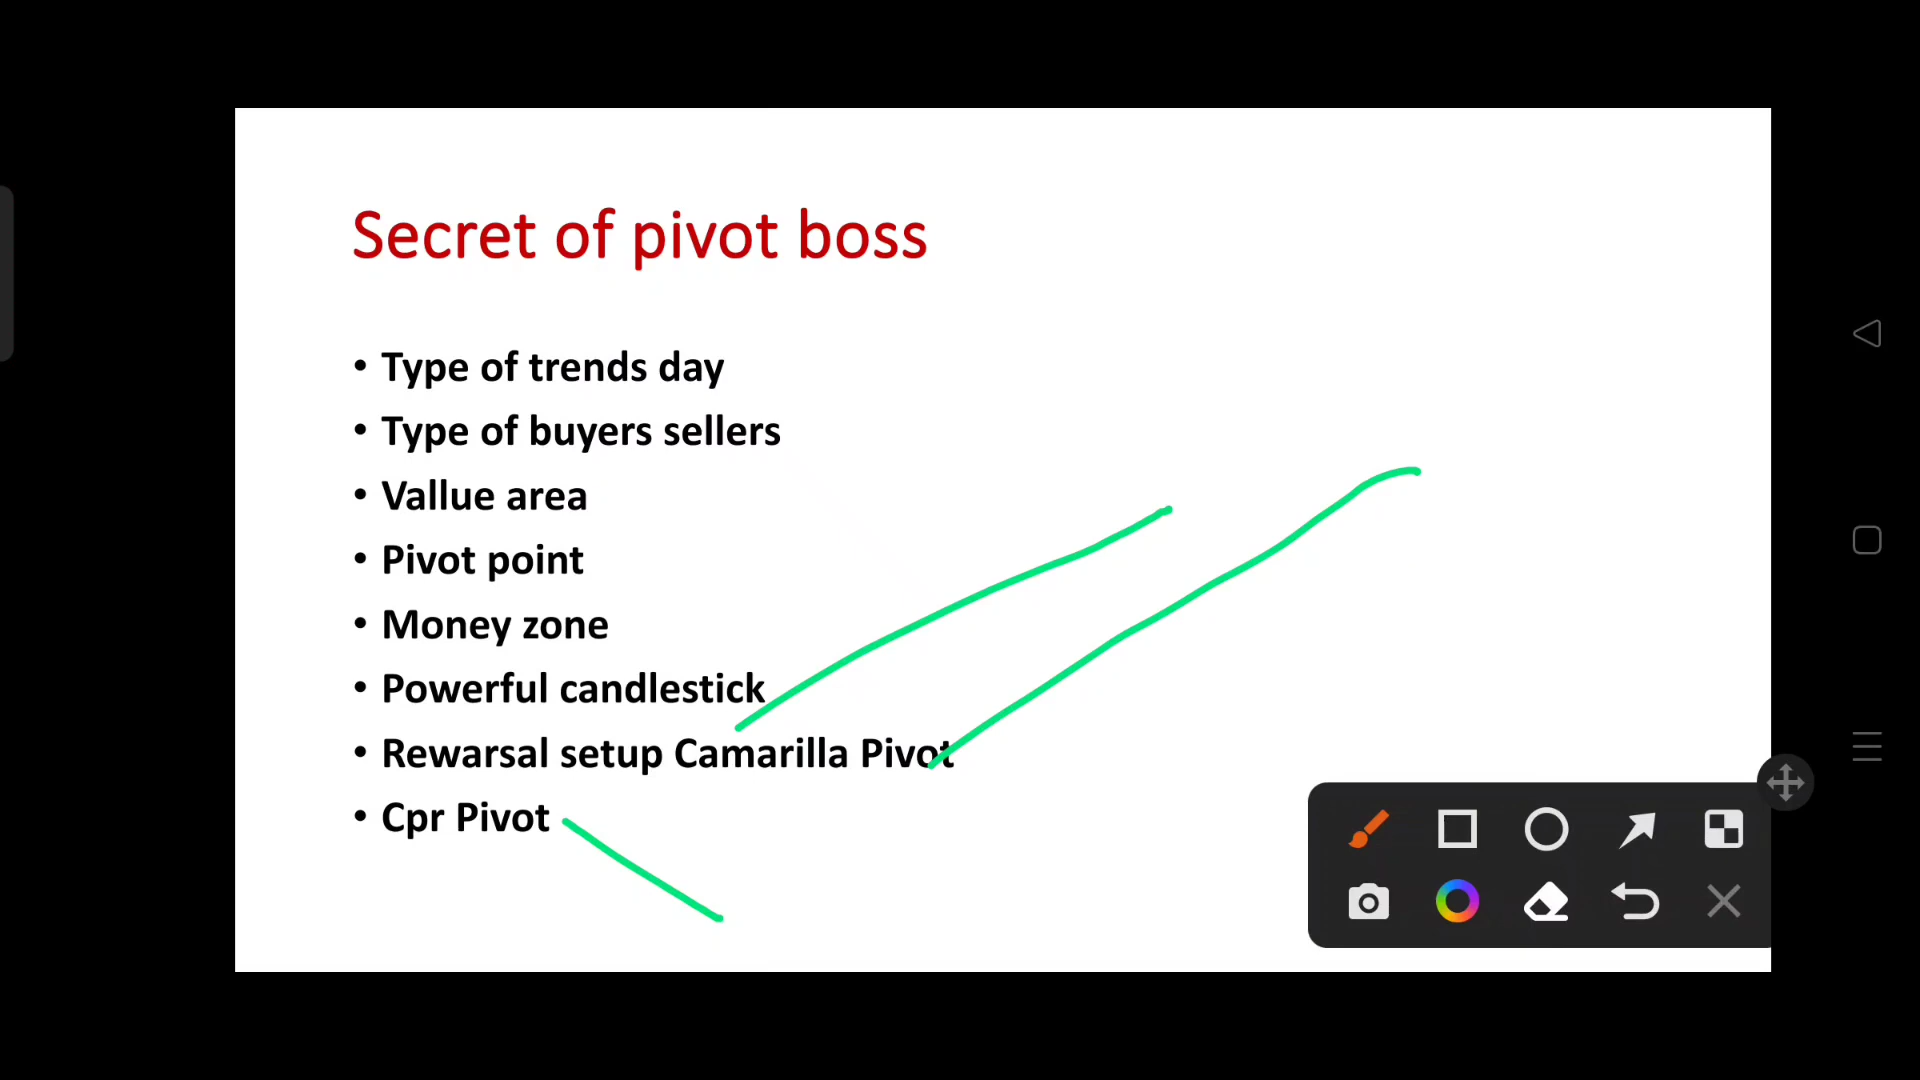 Secret of pivot boss
• Type of trends day
• Type of buyers sellers
• Vallue area
• Pivot point
• Money zone
• Powerful candlestick
• Rewarsal setup Camarilla Pivot
• Cpr Pivot